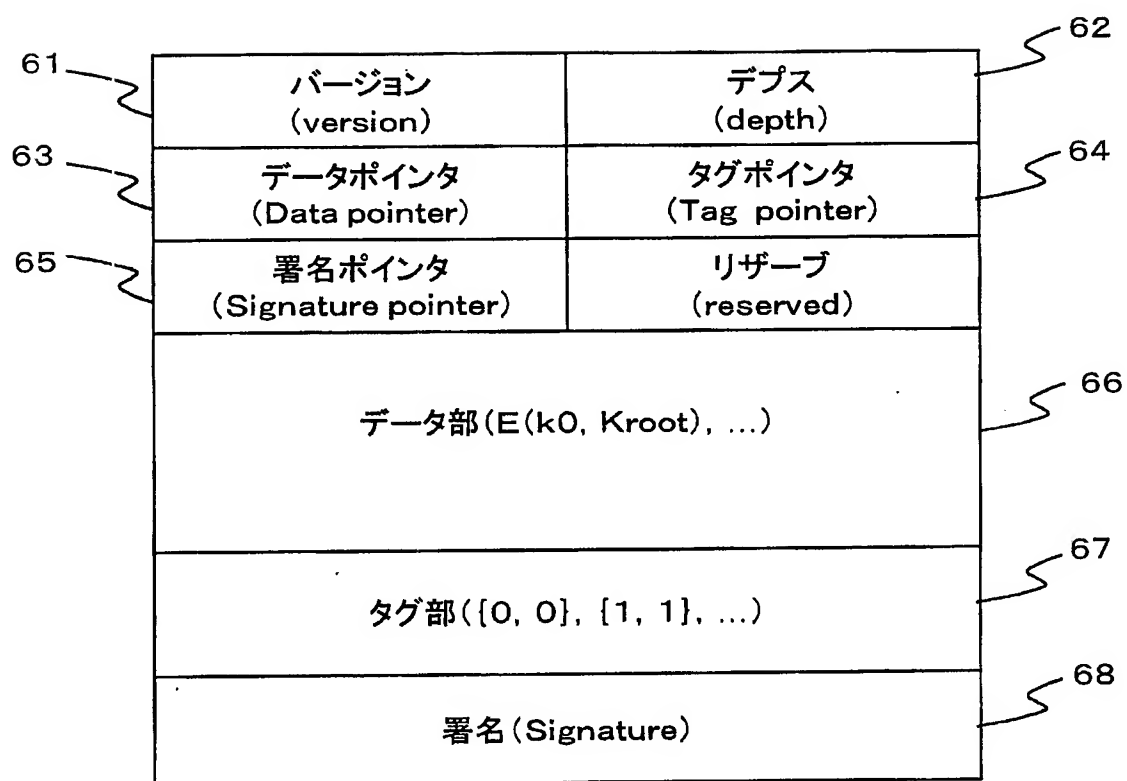 61
62
バージョン
(version)
デプス
(depth)
63
64
データポインタ
(Data pointer)
タグポインタ
(Tag pointer)
65
署名ポインタ
(Signature pointer)
リザーブ
(reserved)
66
データ部(E(k0, Kroot), ...)
67
タグ部({0, 0}, {1, 1}, ...)
68
署名(Signature)